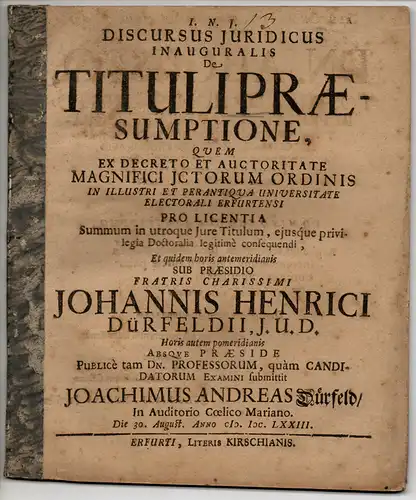 I. N. J. 13
DISCURSUS JURIDICUS
INAUGURALIS
De
TITULI PRÆ-
SUMPTIONE,
QUEM
EX DECRETO ET AUCTORITATE
MAGNIFICI JCTORUM ORDINIS
IN ILLUSTRI ET PERANTIQUA UNIVERSITATE
ELECTORALI ERFURTENSI
PRO LICENTIA
Summum in utroque Jure Titulum, ejusque privi-
legia Doctoralia legitimè consequendi,
Et quidem horis antemeridianis
SUB PRÆSIDIO
FRATRIS CHARISSIMI
JOHANNIS HENRICI
DüRFELDII, J. U. D.
Horis autem pomeridianis
ABSQVE PRÆSIDE
PUBLICè TAM DN. PROFESSORUM, quàm CANDI-
DATORUM EXAMINI submittit
JOACHIMUS ANDREAS Dürfeld/
In Auditorio Cœlico Mariano.
Die 30. August. ANNO cIɔ. Iɔc. LXXIII.
ERFURTI, LITERIS KIRSCHIANIS.